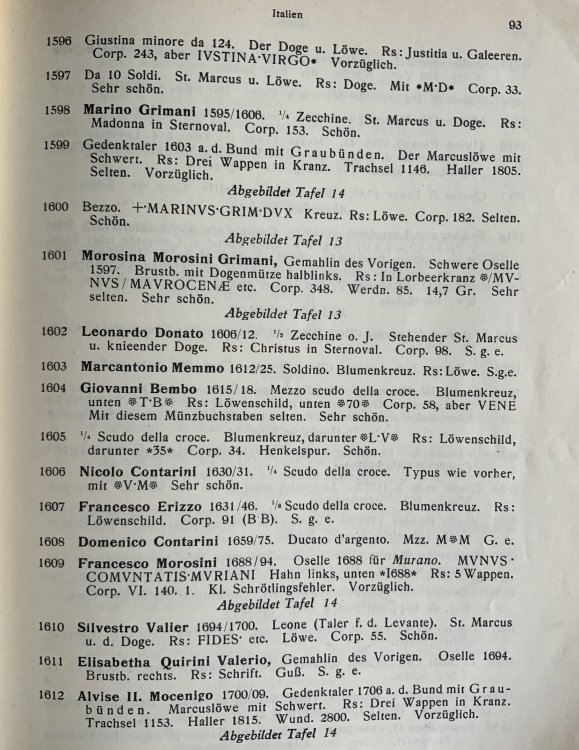 Italien
93
1596 Giustina minore da 124. Der Doge u. Löwe. Rs: Justitia u. Galeeren.
Corp. 243, aber IVSTINA·VIRGO* Vorzüglich.
1597 Da 10 Soldi. St. Marcus u. Löwe. Rs: Doge. Mit *M·D* Corp. 33.
Sehr schön.
1598 Marino Grimani 1595/1606. ¼ Zecchine. St. Marcus u. Doge. Rs:
Madonna in Sternoval. Corp. 153. Schön.
1599 Gedenktaler 1603 a. d. Bund mit Graubünden. Der Marcuslöwe mit
Schwert. Rs: Drei Wappen in Kranz. Trachsel 1146. Haller 1805.
Selten. Vorzüglich.
Abgebildet Tafel 14
1600 Bezzo. +·MARINVS·GRIM·DVX Kreuz. Rs: Löwe. Corp. 182. Selten.
Schön.
Abgebildet Tafel 13
1601 Morosina Morosini Grimani, Gemahlin des Vorigen. Schwere Oselle
1597. Brustb. mit Dogenmütze halblinks. Rs: In Lorbeerkranz ❁/MV-
NVS/MAVROCENÆ etc. Corp. 348. Werdn. 85. 14,7 Gr. Sehr
selten. Sehr schön.
Abgebildet Tafel 13
1602 Leonardo Donato 1606/12. ½ Zecchine o. J. Stehender St. Marcus
u. knieender Doge. Rs: Christus in Sternoval. Corp. 98. S. g. e.
1603 Marcantonio Memmo 1612/25. Soldino. Blumenkreuz. Rs: Löwe. S.g.e.
1604 Giovanni Bembo 1615/18. Mezzo scudo della croce. Blumenkreuz,
unten ❁T·B❁ Rs: Löwenschild, unten ❁70❁ Corp. 58, aber VENE
Mit diesem Münzbuchstaben selten. Sehr schön.
1605 ¼ Scudo della croce. Blumenkreuz, darunter ❁L·V❁ Rs: Löwenschild,
darunter *35* Corp. 34. Henkelspur. Schön.
1606 Nicolo Contarini 1630/31. ¼ Scudo della croce. Typus wie vorher,
mit ❁V·M❁ Sehr schön.
1607 Francesco Erizzo 1631/46. ⅛ Scudo della croce. Blumenkreuz. Rs:
Löwenschild. Corp. 91 (B B). S. g. e.
1608 Domenico Contarini 1659/75. Ducato d'argento. Mzz. M❁M G. e.
1609 Francesco Morosini 1688/94. Oselle 1688 für Murano. MVNVS·
COMVNTATIS·MVRIANI Hahn links, unten *I688* Rs: 5 Wappen.
Corp. VI. 140. 1. Kl. Schrötlingsfehler. Vorzüglich.
Abgebildet Tafel 14
1610 Silvestro Valier 1694/1700. Leone (Taler f. d. Levante). St. Marcus
u. d. Doge. Rs: FIDES· etc. Löwe. Corp. 55. Schön.
1611 Elisabetha Quirini Valerio, Gemahlin des Vorigen. Oselle 1694.
Brustb. rechts. Rs: Schrift. Guß. S. g. e.
1612 Alvise II. Mocenigo 1700/09. Gedenktaler 1706 a. d. Bund mit Grau-
bünden. Marcuslöwe mit Schwert. Rs: Drei Wappen in Kranz.
Trachsel 1153. Haller 1815. Wund. 2800. Selten. Vorzüglich.
Abgebildet Tafel 14